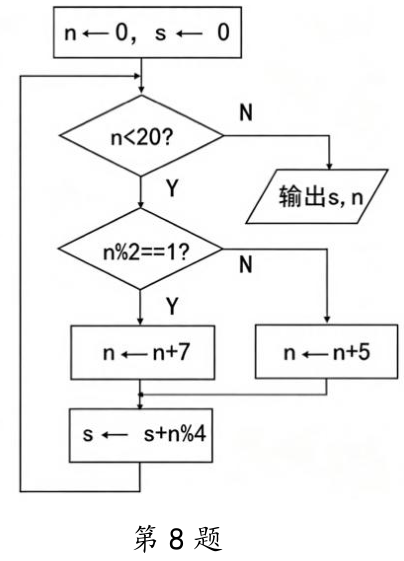 n ← 0, s ← 0
n<20?
N
Y
输出s,n
n%2==1?
N
Y
n ← n+7
n ← n+5
s ← s+n%4
第 8 题